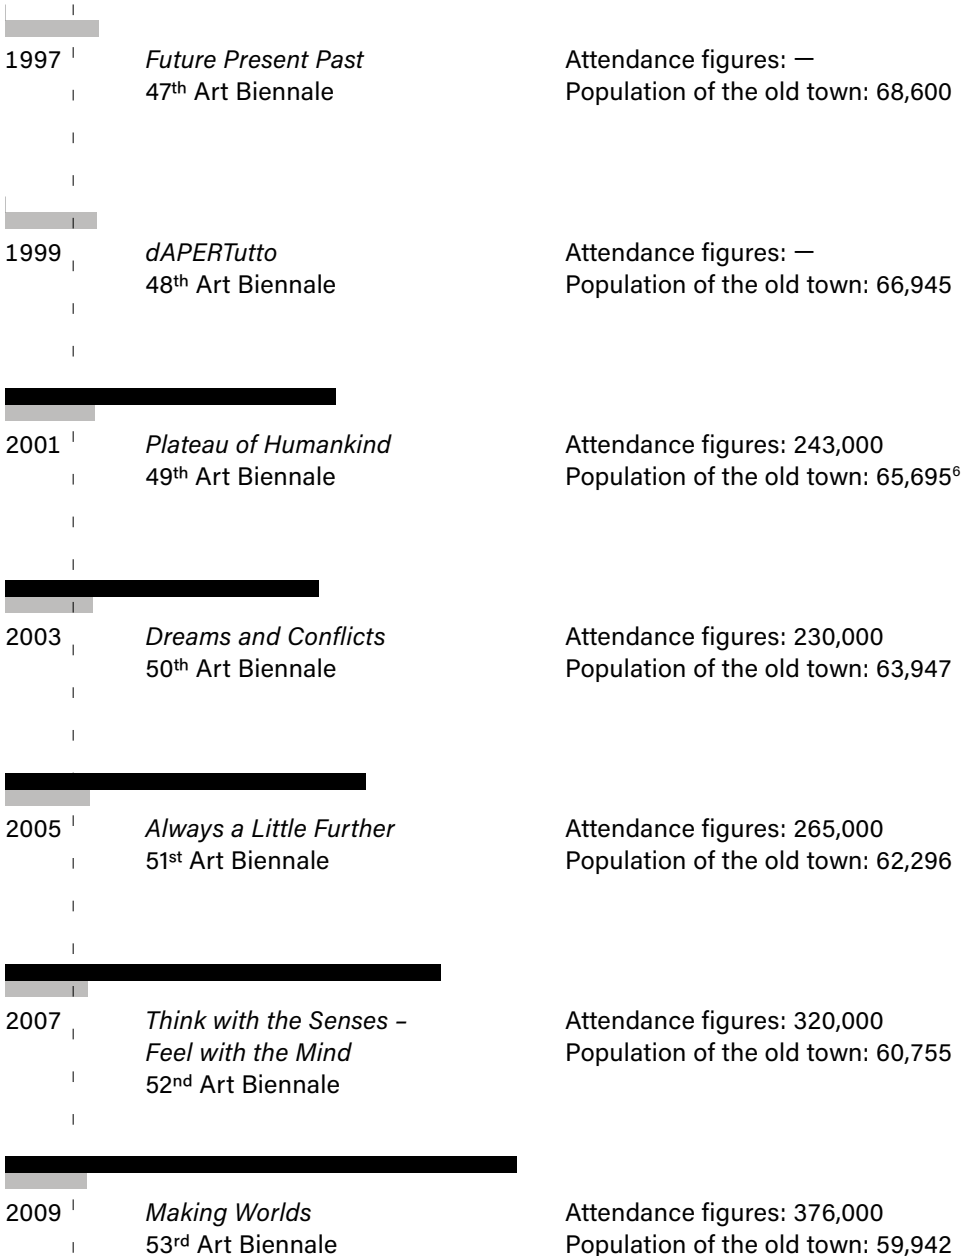 1997 Future Present Past Attendance figures: —
47th Art Biennale Population of the old town: 68,600
1999 dAPERTutto Attendance figures: —
48th Art Biennale Population of the old town: 66,945
2001 Plateau of Humankind Attendance figures: 243,000
49th Art Biennale Population of the old town: 65,695⁶
2003 Dreams and Conflicts Attendance figures: 230,000
50th Art Biennale Population of the old town: 63,947
2005 Always a Little Further Attendance figures: 265,000
51st Art Biennale Population of the old town: 62,296
2007 Think with the Senses – Attendance figures: 320,000
Feel with the Mind Population of the old town: 60,755
52nd Art Biennale
2009 Making Worlds Attendance figures: 376,000
53rd Art Biennale Population of the old town: 59,942